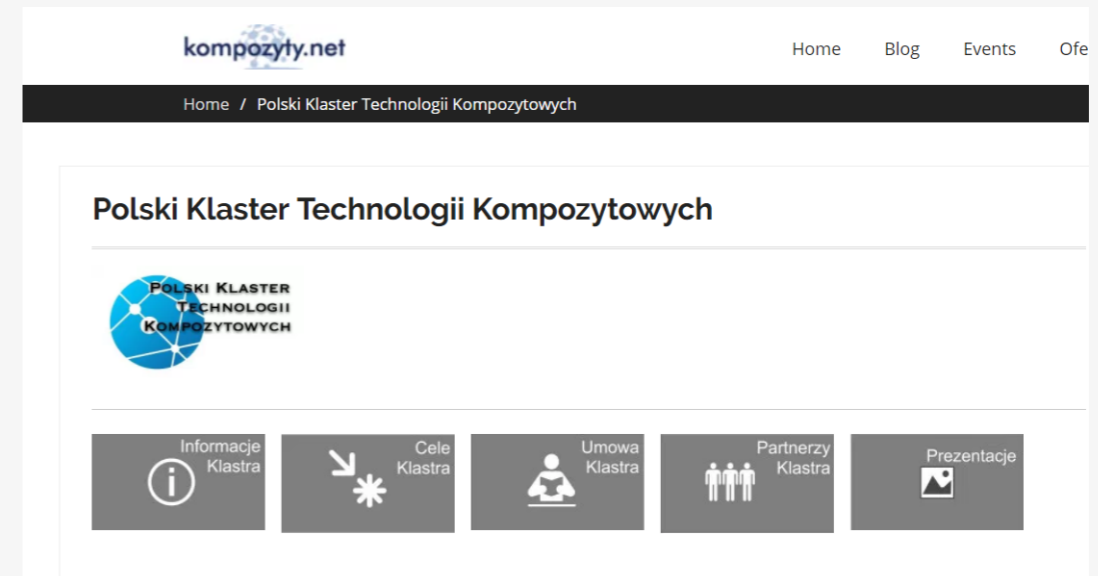 kompozyty.net
Home Blog Events Ofe
Home / Polski Klaster Technologii Kompozytowych
Polski Klaster Technologii Kompozytowych
POLSKI KLASTER
TECHNOLOGII
KOMPOZYTOWYCH
Informacje
Klastra
Cele
Klastra
Umowa
Klastra
Partnerzy
Klastra
Prezentacje